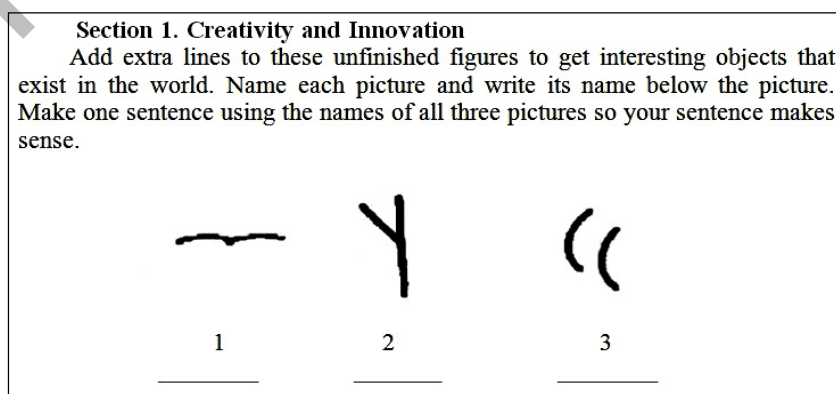 Section 1. Creativity and Innovation
Add extra lines to these unfinished figures to get interesting objects that
exist in the world. Name each picture and write its name below the picture.
Make one sentence using the names of all three pictures so your sentence makes
sense.
1 2 3